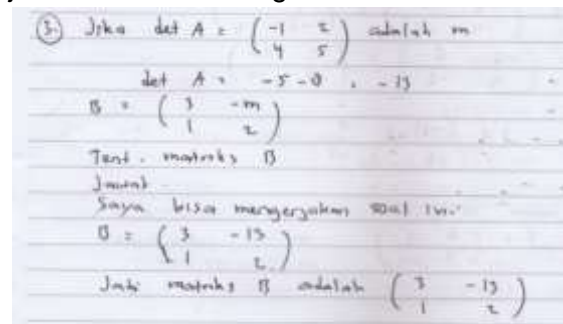 3. Jika det A = ( -1 2 ) adalah m
4 5
det A = -5 - 8 = -13
B = ( 3 -m )
1 2
Tent. matriks B
Jawab
Saya bisa mengerjakan soal ini.
B = ( 3 -13 )
1 2
Jadi matriks B adalah ( 3 -13 )
1 2